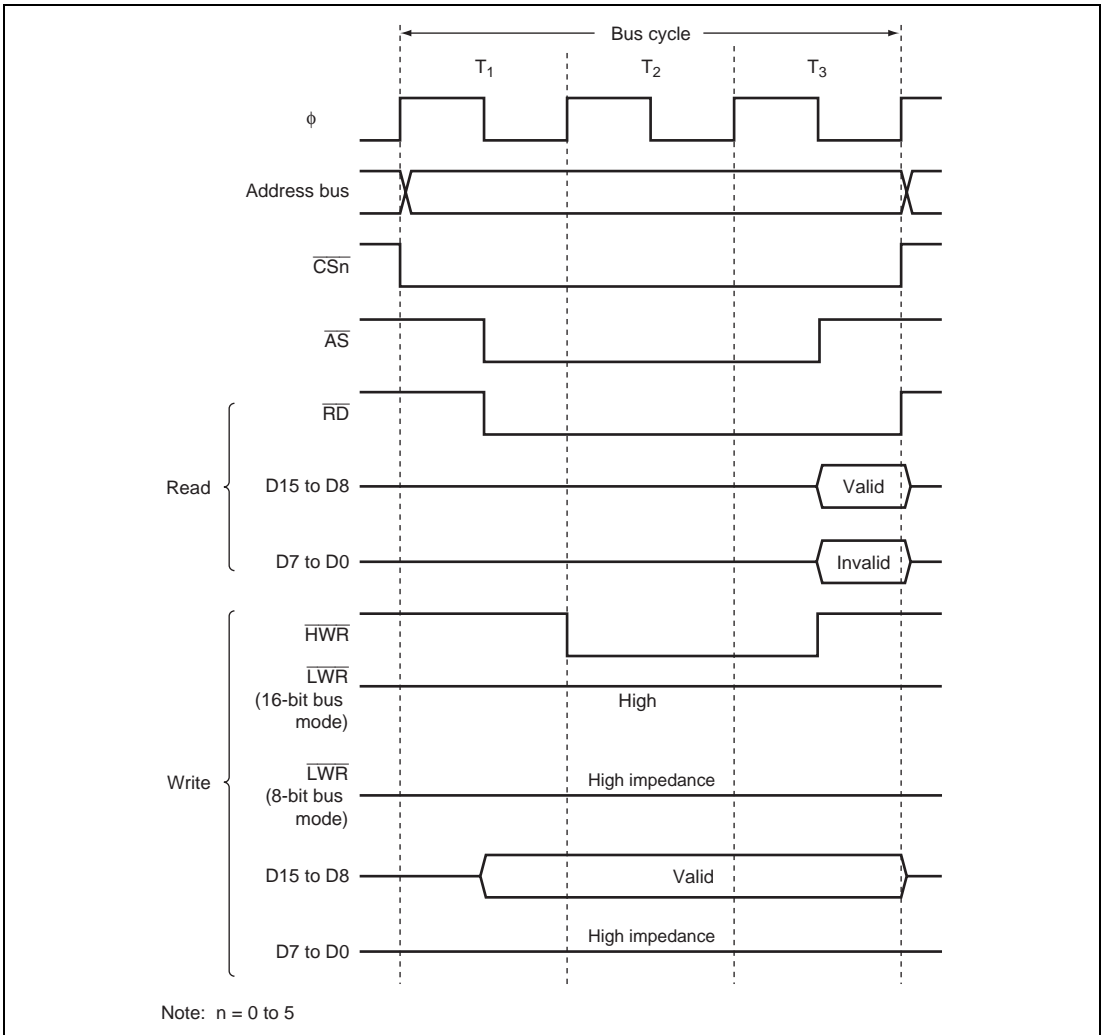 Bus cycle
T1 T2 T3
φ
Address bus
CSn
AS
RD
Read
D15 to D8 Valid
D7 to D0 Invalid
HWR
LWR
(16-bit bus
mode)
High
Write
LWR
(8-bit bus
mode)
High impedance
D15 to D8 Valid
D7 to D0 High impedance
Note: n = 0 to 5